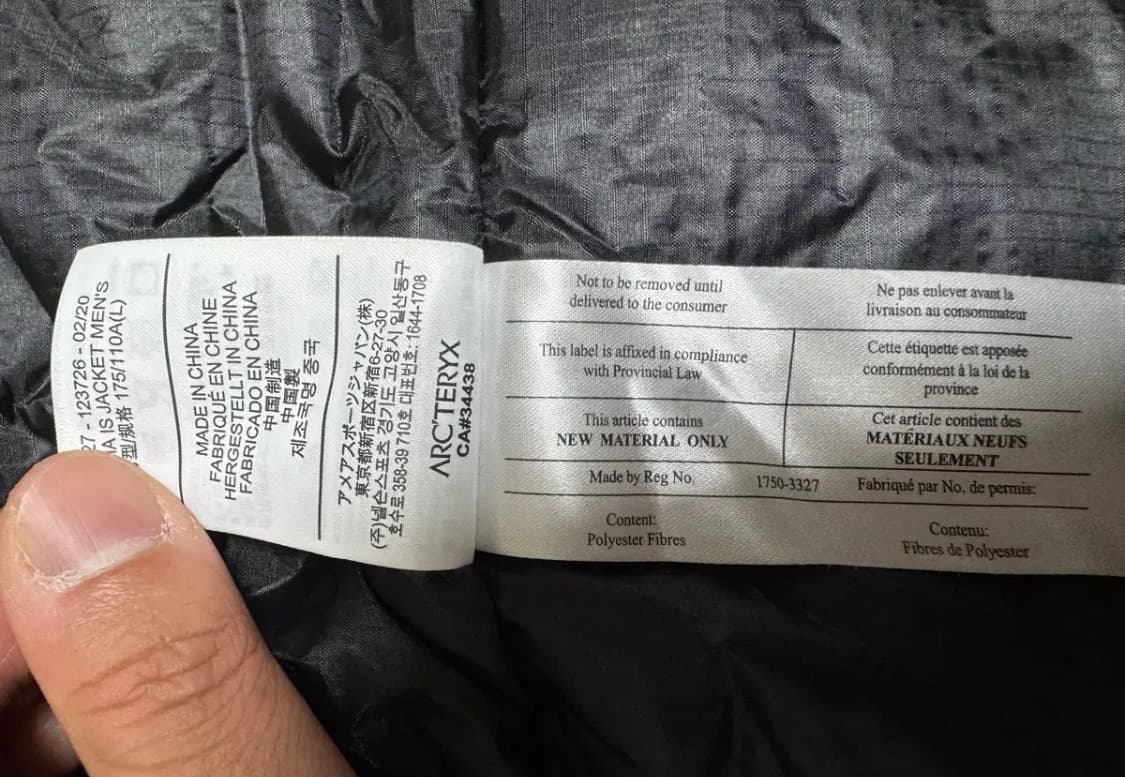 27 - 123726 - 02/20
IA IS JACKET MEN'S
型/规格 175/110A(L)
MADE IN CHINA
FABRIQUÉ EN CHINE
HERGESTELLT IN CHINA
FABRICADO EN CHINA
中国制造
中国製
제조국명 중국
アメアスポーツジャパン(株)
東京都新宿区新宿6-27-30
(주)넬슨스포츠 경기도 고양시 일산동구
호수로 358-39 710호 대표번호: 1644-1708
ARC'TERYX
CA#34438
Not to be removed until
delivered to the consumer
Ne pas enlever avant la
livraison au consommateur
This label is affixed in compliance
with Provincial Law
Cette étiquette est apposée
conformément à la loi de la
province
This article contains
NEW MATERIAL ONLY
Cet article contient des
MATÉRIAUX NEUFS
SEULEMENT
Made by Reg No. 1750-3327 Fabriqué par No. de permis:
Content:
Polyester Fibres
Contenu:
Fibres de Polyester